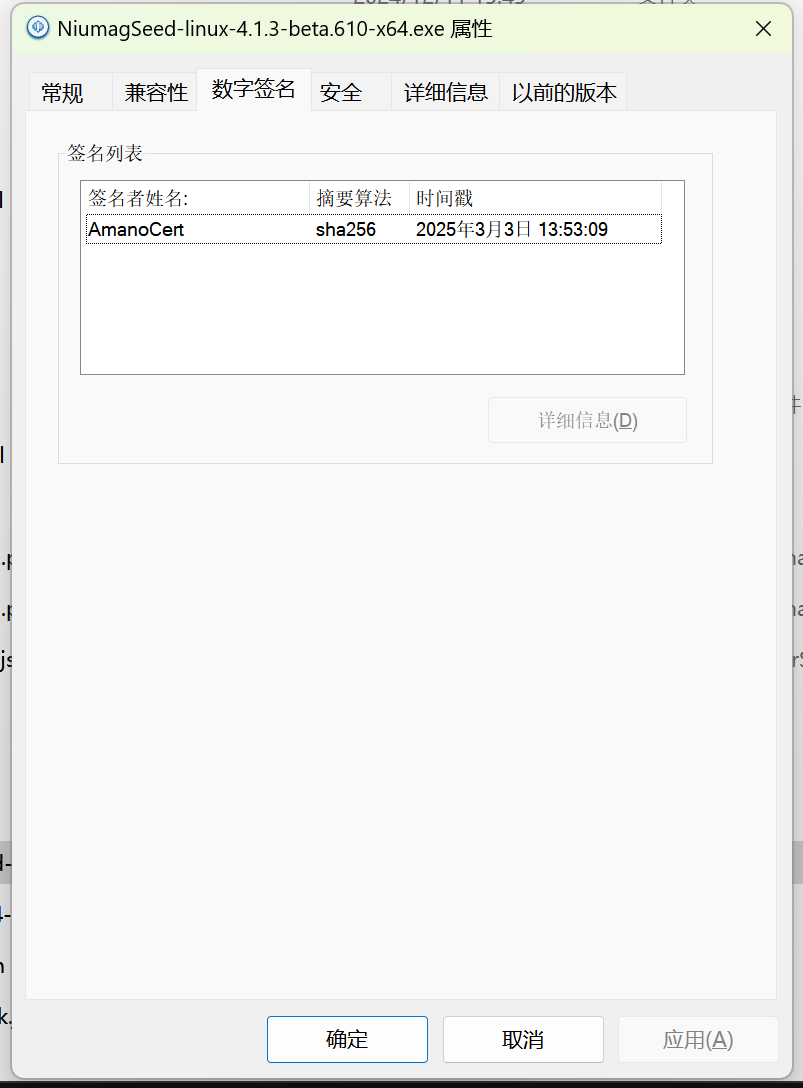 NiumagSeed-linux-4.1.3-beta.610-x64.exe 属性
常规 兼容性 数字签名 安全 详细信息 以前的版本
签名列表
签名者姓名: 摘要算法 时间戳
AmanoCert sha256 2025年3月3日 13:53:09
详细信息(D)
确定 取消 应用(A)